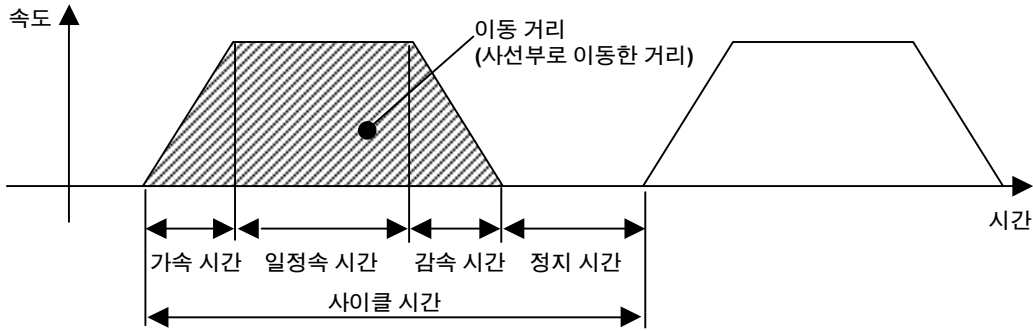 속도
이동 거리
(사선부로 이동한 거리)
시간
가속 시간
일정속 시간
감속 시간
정지 시간
사이클 시간